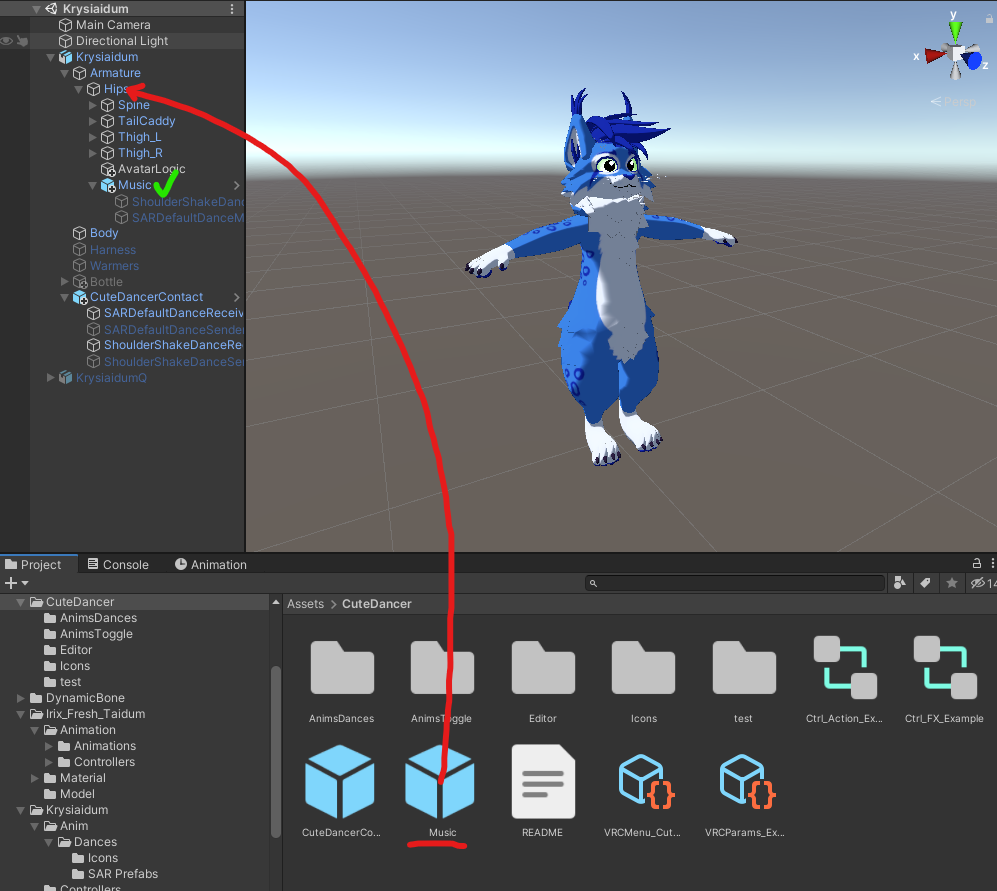 Krysiaidum
Main Camera
Directional Light
Krysiaidum
Armature
Hips
Spine
TailCaddy
Thigh_L
Thigh_R
AvatarLogic
Music
ShoulderShakeDanc
SARDefaultDanceM
Body
Harness
Warmers
Bottle
CuteDancerContact
SARDefaultDanceReceiv
SARDefaultDanceSender
ShoulderShakeDanceRe
ShoulderShakeDanceSe
KrysiaidumQ
y
x
z
Persp
Project Console Animation
14
CuteDancer
AnimsDances
AnimsToggle
Editor
Icons
test
DynamicBone
Irix_Fresh_Taidum
Animation
Animations
Controllers
Material
Model
Krysiaidum
Anim
Dances
Icons
SAR Prefabs
Controllers
Assets > CuteDancer
AnimsDances AnimsToggle Editor Icons test Ctrl_Action_Ex... Ctrl_FX_Example
CuteDancerCo... Music README VRCMenu_Cut... VRCParams_Ex...